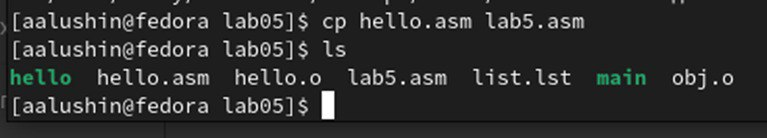 [aalushin@fedora lab05]$ cp hello.asm lab5.asm
[aalushin@fedora lab05]$ ls
hello  hello.asm  hello.o  lab5.asm  list.lst  main  obj.o
[aalushin@fedora lab05]$